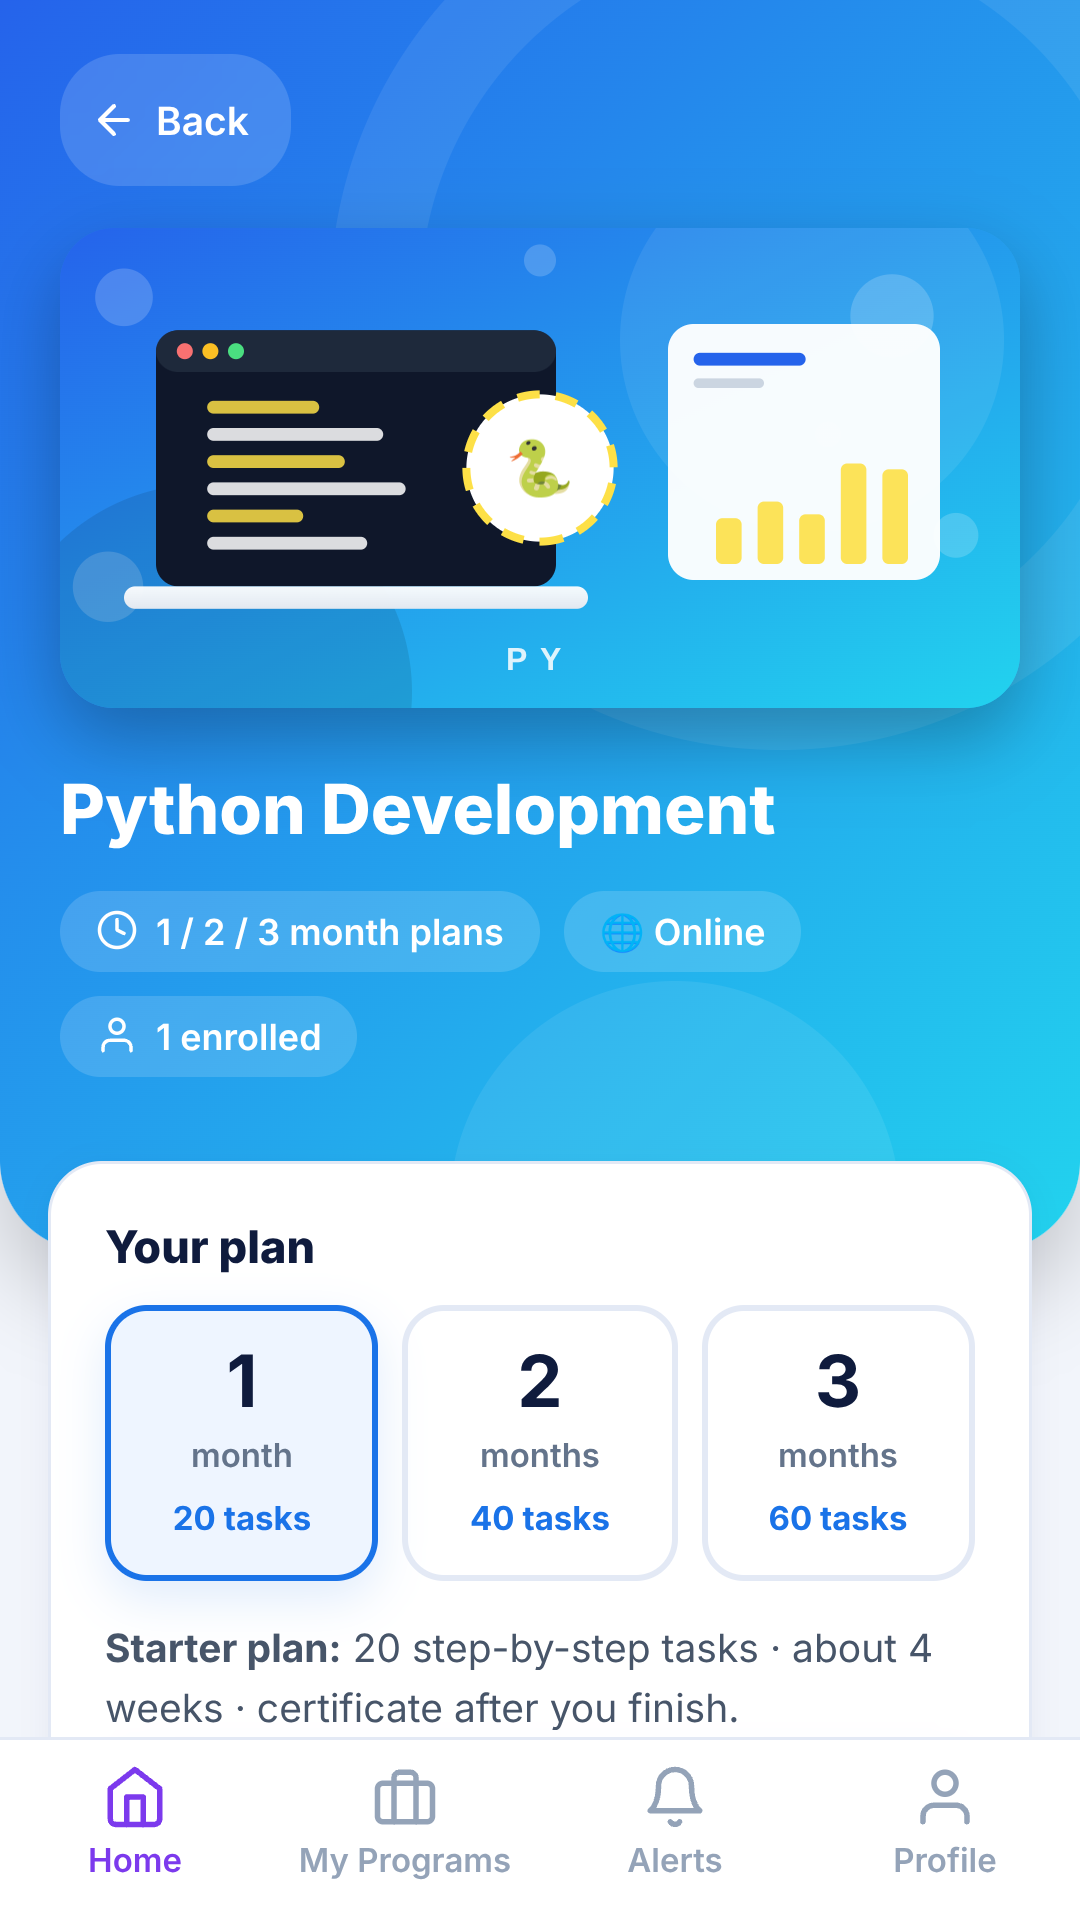 Back
PY
Python Development
1 / 2 / 3 month plans
Online
1 enrolled
Your plan
1
month
20 tasks
2
months
40 tasks
3
months
60 tasks
Starter plan: 20 step-by-step tasks · about 4
weeks · certificate after you finish.
Home
My Programs
Alerts
Profile